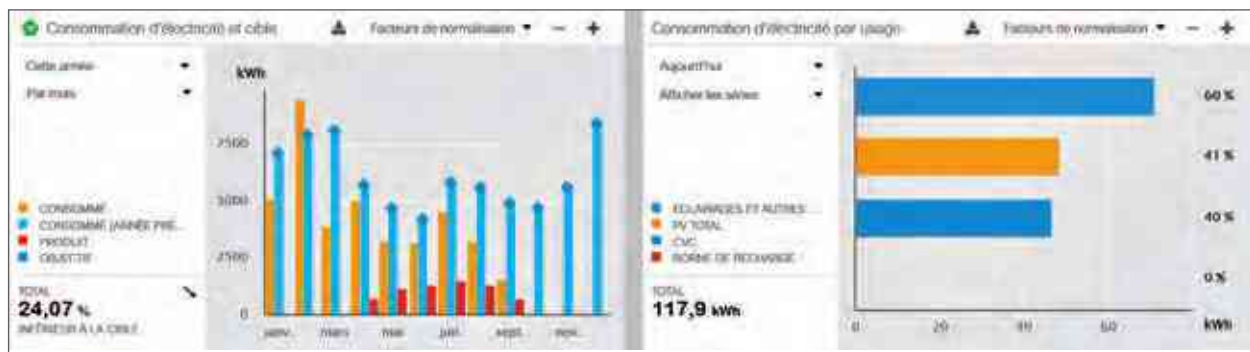 Consommation d'électricité et cible
Facteurs de normalisation
Cette année
Par mois
CONSOMMÉ
CONSOMMÉ (ANNÉE PRÉ...
PRODUIT
OBJECTIF
TOTAL
24,07 %
INFÉRIEUR À LA CIBLE
kWh
7500
5000
2500
0
janv. mars mai juil. sept. nov.
Consommation d'électricité par usage
Facteurs de normalisation
Aujourd'hui
Afficher les séries
ECLAIRAGES ET AUTRES ...
PV TOTAL
CVC
BORNE DE RECHARGE
TOTAL
117,9 kWh
60 %
41 %
40 %
0 %
0 20 40 60 kWh